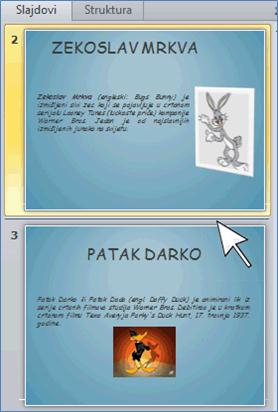 Slajdovi Struktura
2
ZEKOSLAV MRKVA
Zekoslav Mrkva (engleski: Bugs Bunny) je
izmišljeni sivi zec koji se pojavljuje u crtanom
serijalu Looney Tunes (luckaste priče) kompanije
Warner Bros. Jedan je od najslavnijih
izmišljenih junaka na svijetu.
3
PATAK DARKO
Patak Darko ili Patak Dodo (engl. Daffy Duck) je animirani lik iz
serije crtanih filmova studija Warner Bros. Debitirao je u kratkom
crtanom filmu Texa Averyja Porky's Duck Hunt, 17. travnja 1937.
godine.